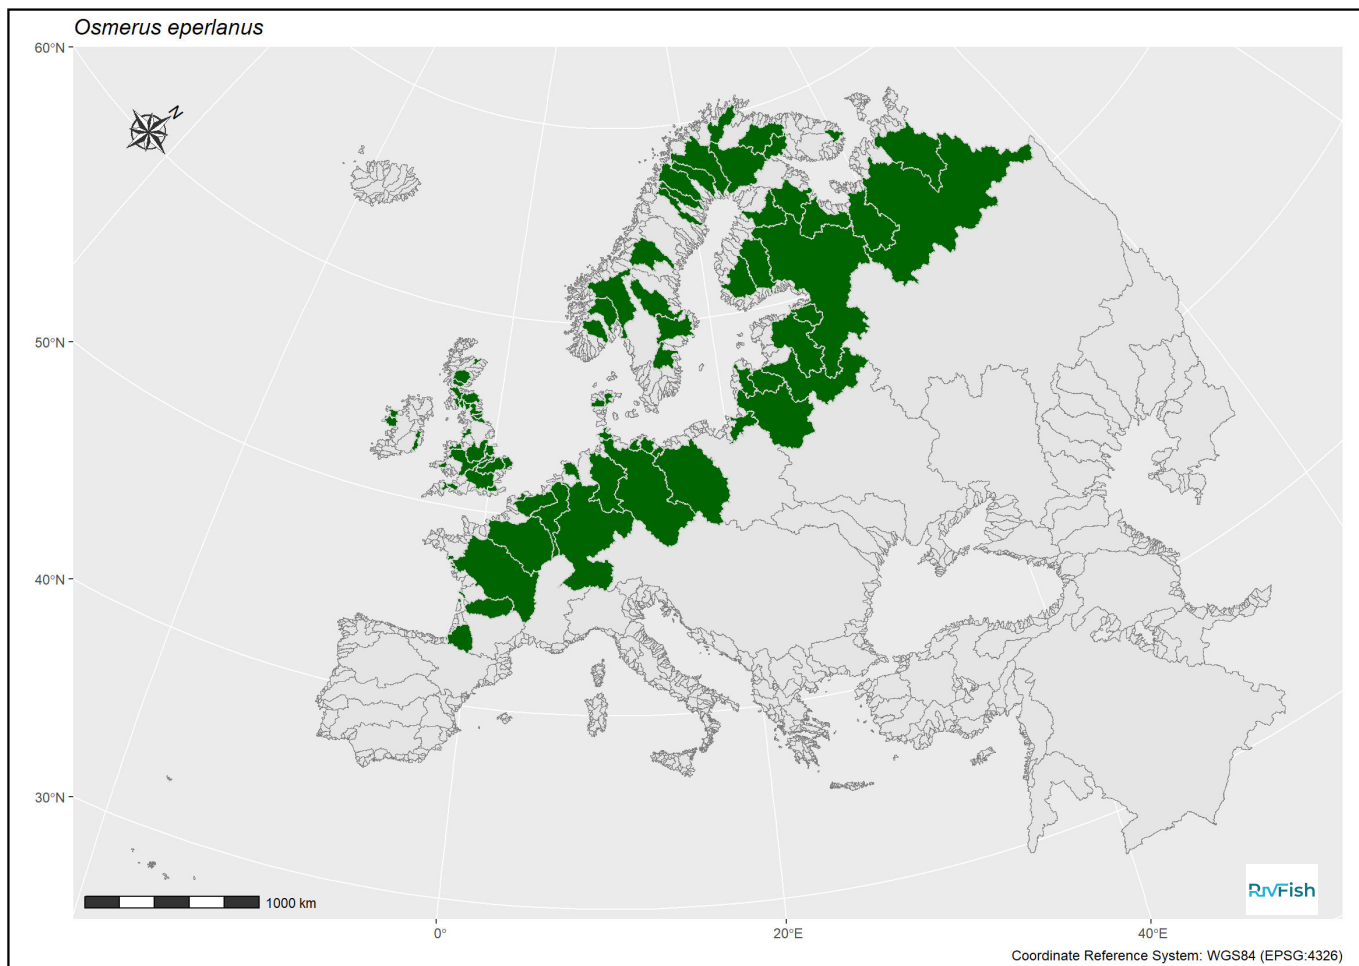 Osmerus eperlanus
60°N
N
50°N
40°N
30°N
1000 km
RivFish
0°
20°E
40°E
Coordinate Reference System: WGS84 (EPSG:4326)